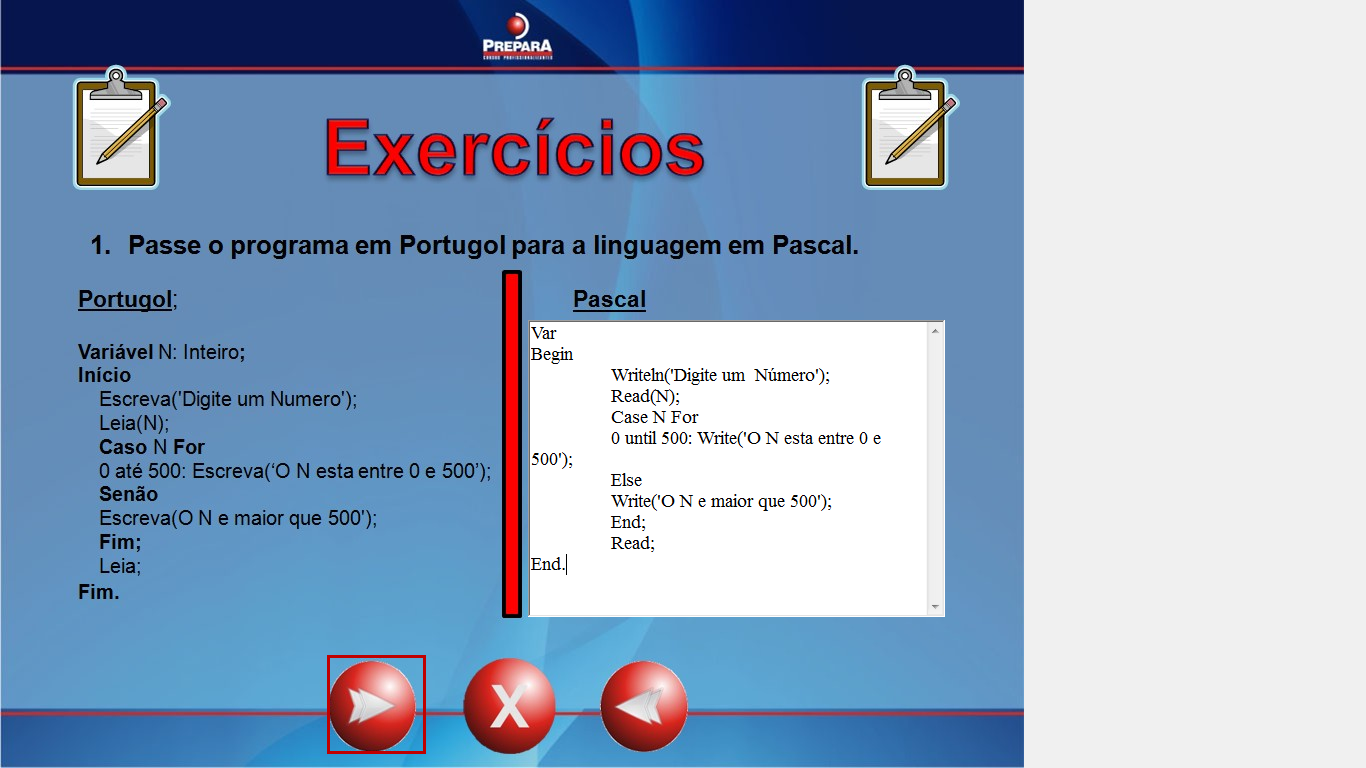 PREPARA
CURSOS PROFISSIONALIZANTES
Exercícios
1. Passe o programa em Portugol para a linguagem em Pascal.
Portugol;
Variável N: Inteiro;
Início
Escreva('Digite um Numero');
Leia(N);
Caso N For
0 até 500: Escreva(‘O N esta entre 0 e 500’);
Senão
Escreva(O N e maior que 500');
Fim;
Leia;
Fim.
Pascal
Var
Begin
Writeln('Digite um  Número');
Read(N);
Case N For
0 until 500: Write('O N esta entre 0 e
500');
Else
Write('O N e maior que 500');
End;
Read;
End.
X